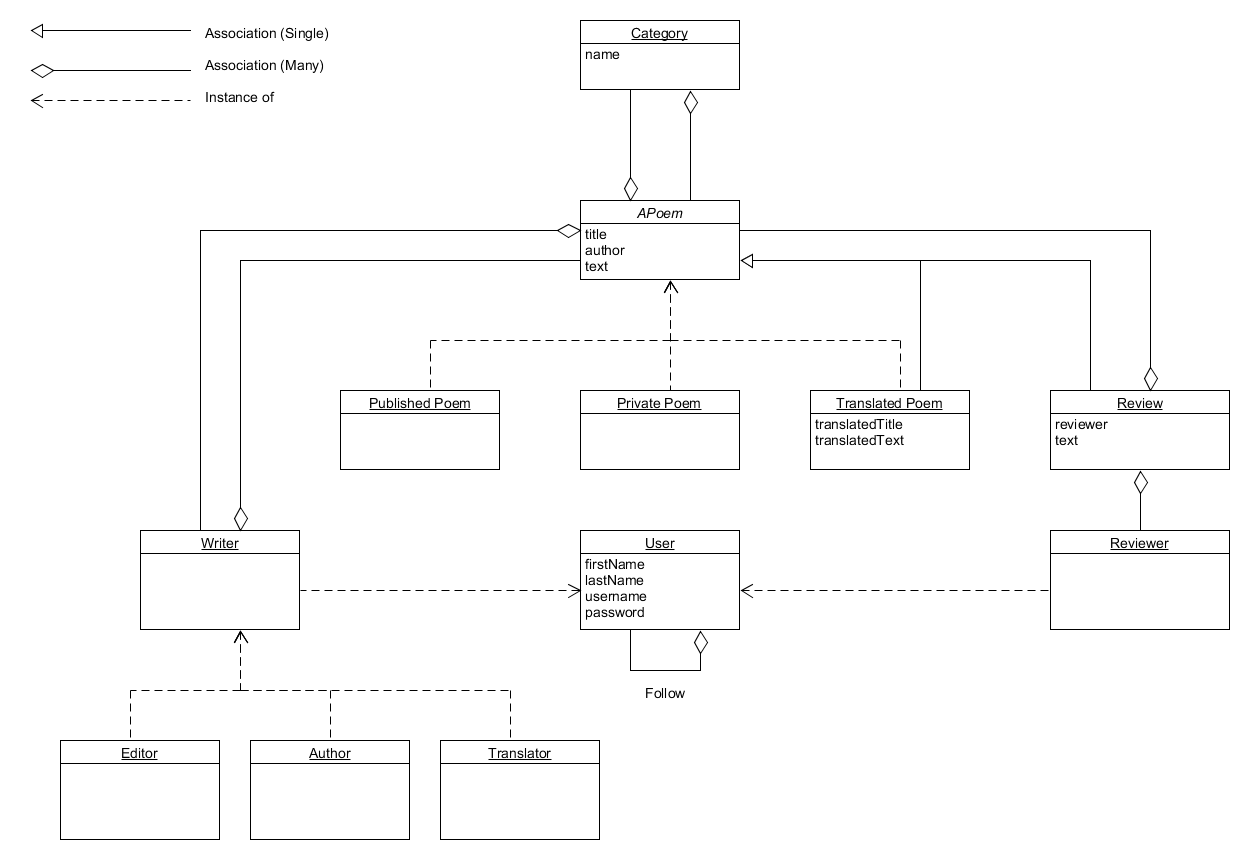 Association (Single)
Association (Many)
Instance of
Category
name
APoem
title
author
text
Published Poem
Private Poem
Translated Poem
translatedTitle
translatedText
Review
reviewer
text
Writer
User
firstName
lastName
username
password
Reviewer
Follow
Editor
Author
Translator